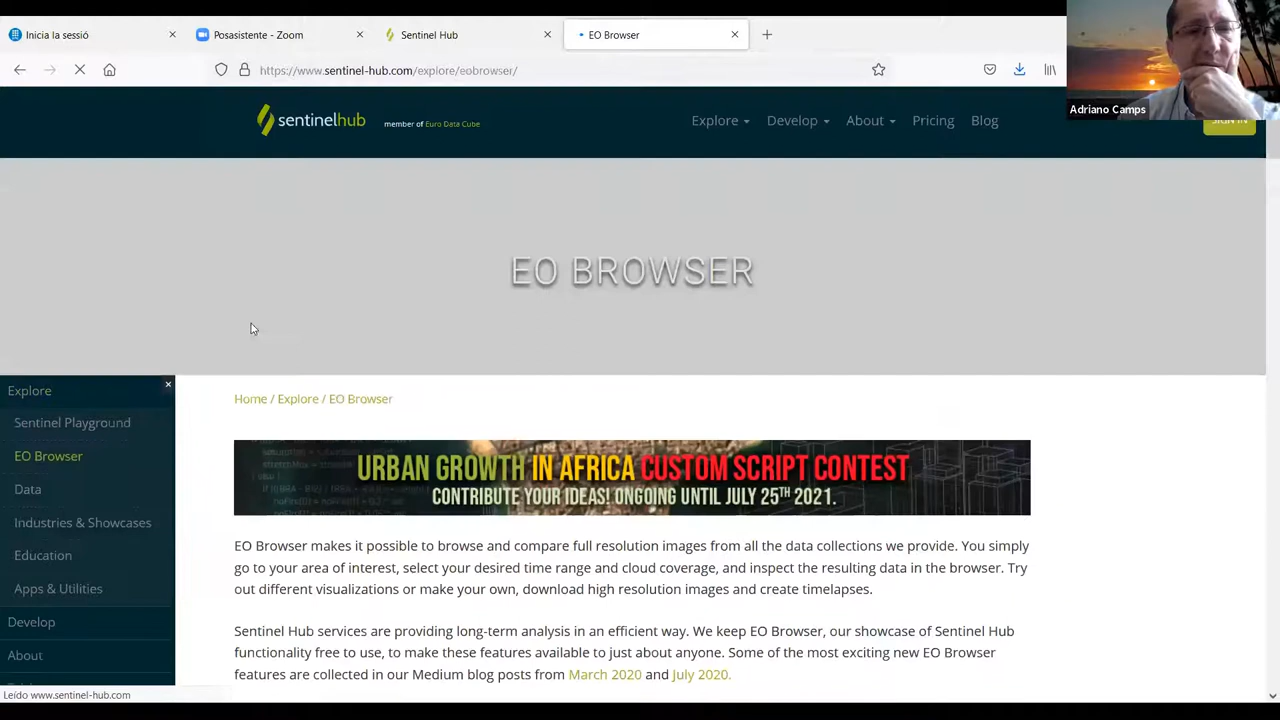 Inicia la sessió
Posasistente - Zoom
Sentinel Hub
EO Browser
https://www.sentinel-hub.com/explore/eobrowser/
Adriano Camps
sentinelhub
member of Euro Data Cube
Explore
Develop
About
Pricing
Blog
SIGN IN
EO BROWSER
Explore
Sentinel Playground
EO Browser
Data
Industries & Showcases
Education
Apps & Utilities
Develop
About
Home / Explore / EO Browser
URBAN GROWTH IN AFRICA CUSTOM SCRIPT CONTEST
CONTRIBUTE YOUR IDEAS! ONGOING UNTIL JULY 25TH 2021.
EO Browser makes it possible to browse and compare full resolution images from all the data collections we provide. You simply
go to your area of interest, select your desired time range and cloud coverage, and inspect the resulting data in the browser. Try
out different visualizations or make your own, download high resolution images and create timelapses.
Sentinel Hub services are providing long-term analysis in an efficient way. We keep EO Browser, our showcase of Sentinel Hub
functionality free to use, to make these features available to just about anyone. Some of the most exciting new EO Browser
features are collected in our Medium blog posts from March 2020 and July 2020.
Leído www.sentinel-hub.com